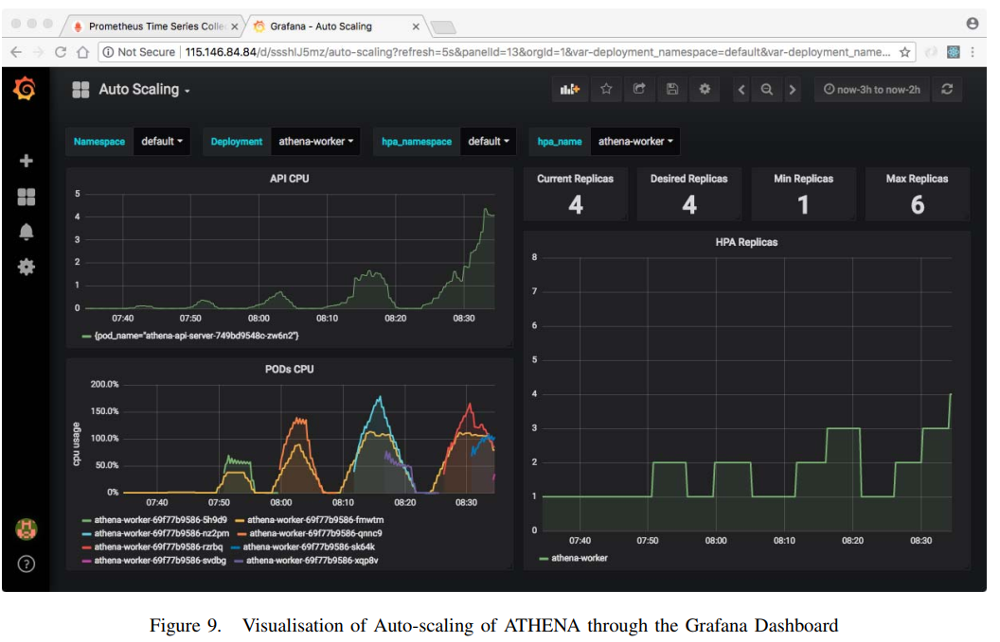 Prometheus Time Series Colle
Grafana - Auto Scaling
Not Secure | 115.146.84.84/d/ssshIJ5mz/auto-scaling?refresh=5s&panelId=13&orgId=1&var-deployment_namespace=default&var-deployment_name...
Auto Scaling
now-3h to now-2h
Namespace default Deployment athena-worker hpa_namespace default hpa_name athena-worker
API CPU
5
4
3
2
1
0
07:40 07:50 08:00 08:10 08:20 08:30
{pod_name="athena-api-server-749bd9548c-zw6n2"}
Current Replicas
4
Desired Replicas
4
Min Replicas
1
Max Replicas
6
PODs CPU
cpu usage
200.0%
150.0%
100.0%
50.0%
0%
07:40 07:50 08:00 08:10 08:20 08:30
athena-worker-69f77b9586-5h9d9 athena-worker-69f77b9586-fmwtm
athena-worker-69f77b9586-nz2pm athena-worker-69f77b9586-qnnc9
athena-worker-69f77b9586-rzrbq athena-worker-69f77b9586-sk64k
athena-worker-69f77b9586-svdbg athena-worker-69f77b9586-xqp8v
HPA Replicas
8
7
6
5
4
3
2
1
0
07:40 07:50 08:00 08:10 08:20 08:30
athena-worker
Figure 9. Visualisation of Auto-scaling of ATHENA through the Grafana Dashboard